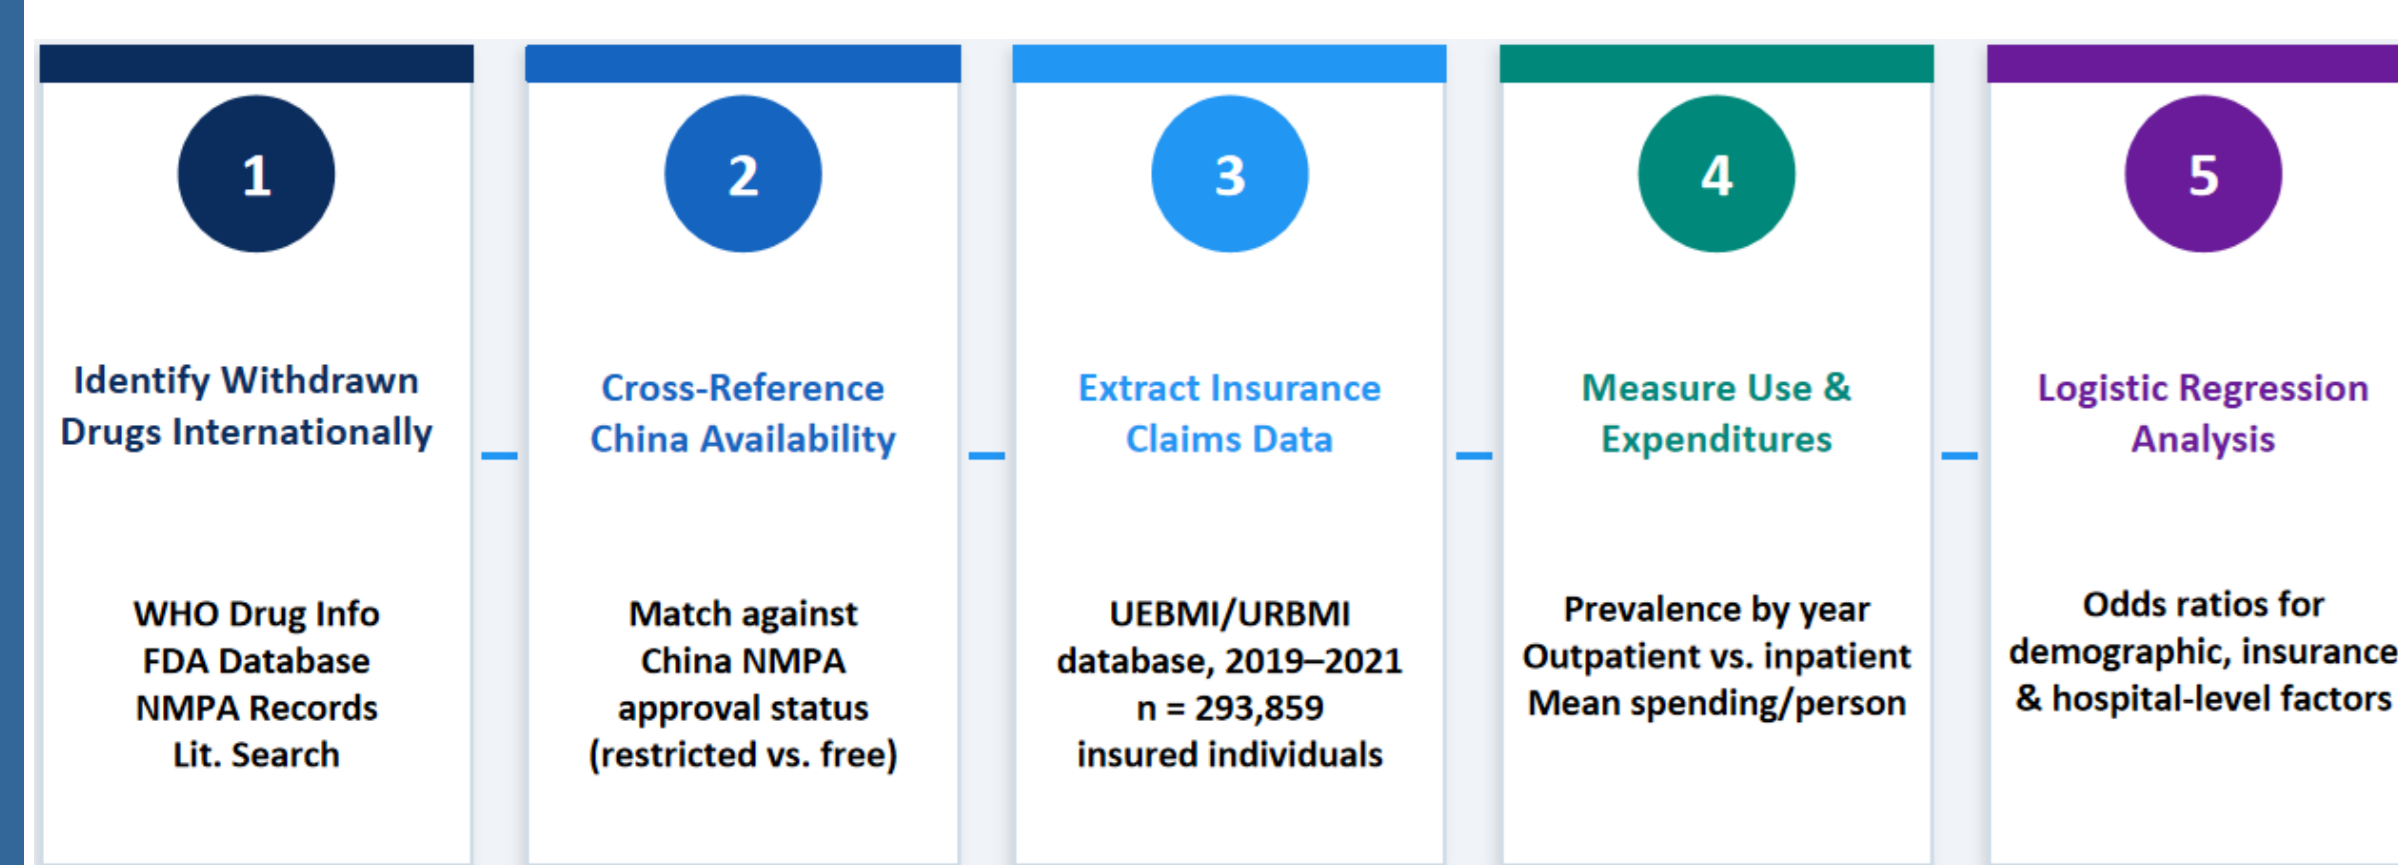 1
Identify Withdrawn
Drugs Internationally
WHO Drug Info
FDA Database
NMPA Records
Lit. Search
2
Cross-Reference
China Availability
Match against
China NMPA
approval status
(restricted vs. free)
3
Extract Insurance
Claims Data
UEBMI/URBMI
database, 2019–2021
n = 293,859
insured individuals
4
Measure Use &
Expenditures
Prevalence by year
Outpatient vs. inpatient
Mean spending/person
5
Logistic Regression
Analysis
Odds ratios for
demographic, insurance
& hospital-level factors